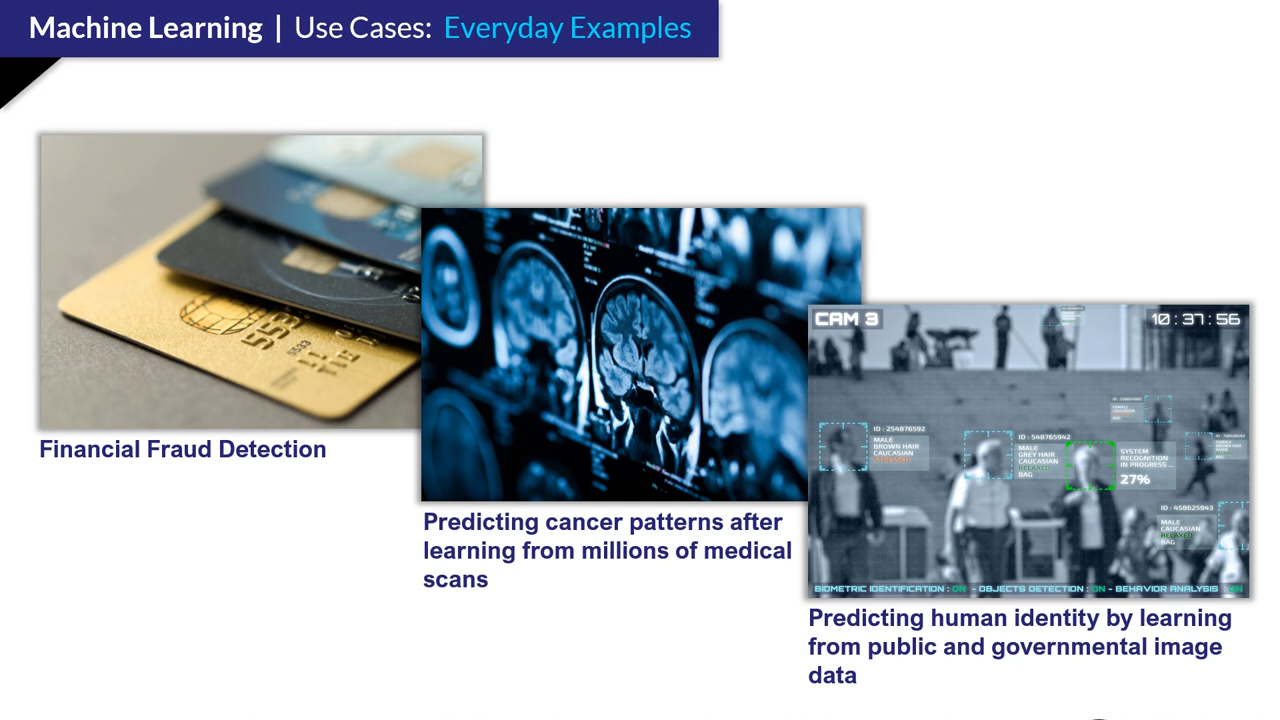 Machine Learning | Use Cases: Everyday Examples
Financial Fraud Detection
Predicting cancer patterns after
learning from millions of medical
scans
CAM 3
10:37:56
ID : 254876592
MALE
BROWN HAIR
CAUCASIAN
STRESSED
ID : 548765942
MALE
GREY HAIR
CAUCASIAN
RELAXED
BAG
SYSTEM
RECOGNITION
IN PROGRESS...
27%
ID : 458625943
MALE
CAUCASIAN
RELAXED
BAG
BIOMETRIC IDENTIFICATION : ON - OBJECTS DETECTION : ON - BEHAVIOR ANALYSIS : ON
Predicting human identity by learning
from public and governmental image
data